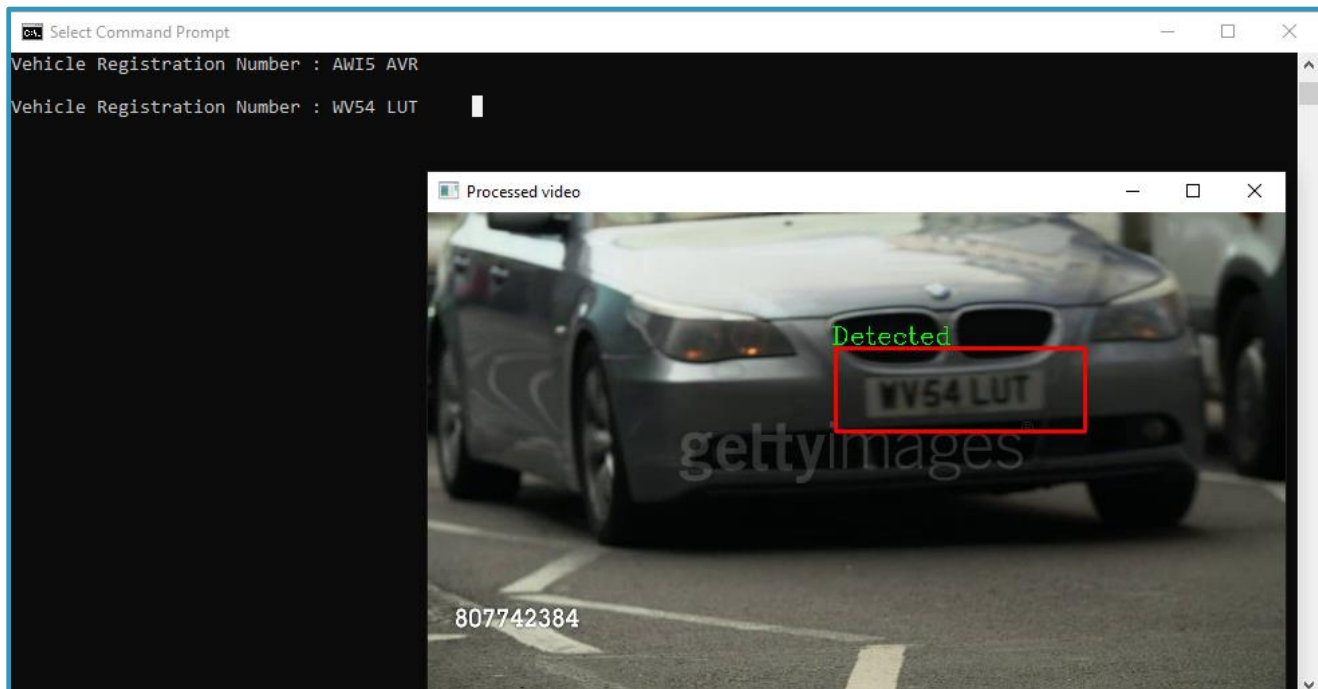 Select Command Prompt
Vehicle Registration Number : AWI5 AVR
Vehicle Registration Number : WV54 LUT
Processed video
Detected
WV54 LUT
gettyimages®
807742384